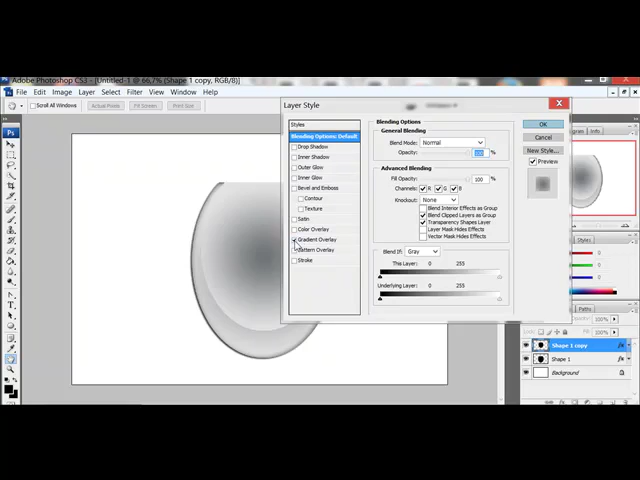 Adobe Photoshop CS3 - [Untitled-1 @ 66,7% (Shape 1 copy, RGB/8)]
File Edit Image Layer Select Filter View Window Help
Scroll All Windows Actual Pixels Fit Screen Print Size
Layer Style
Styles
Blending Options: Default
Drop Shadow
Inner Shadow
Outer Glow
Inner Glow
Bevel and Emboss
Contour
Texture
Satin
Color Overlay
Gradient Overlay
Pattern Overlay
Stroke
Blending Options
General Blending
Blend Mode: Normal
Opacity: 100 %
Advanced Blending
Fill Opacity: 100 %
Channels: R G B
Knockout: None
Blend Interior Effects as Group
Blend Clipped Layers as Group
Transparency Shapes Layer
Layer Mask Hides Effects
Vector Mask Hides Effects
Blend If: Gray
This Layer: 0 255
Underlying Layer: 0 255
OK
Cancel
New Style...
Preview
Info
Styles
Paths
Opacity: 100%
Fill: 100%
Shape 1 copy fx
Shape 1 fx
Background